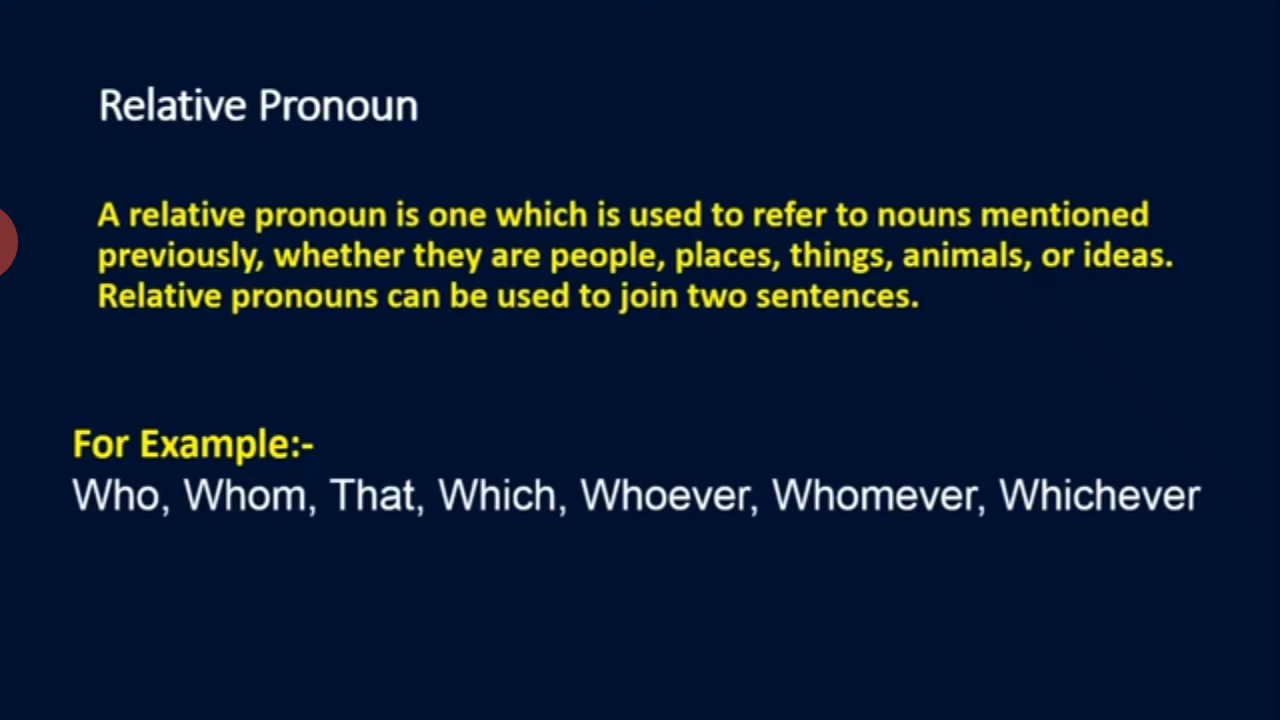 Relative Pronoun
A relative pronoun is one which is used to refer to nouns mentioned
previously, whether they are people, places, things, animals, or ideas.
Relative pronouns can be used to join two sentences.
For Example:-
Who, Whom, That, Which, Whoever, Whomever, Whichever